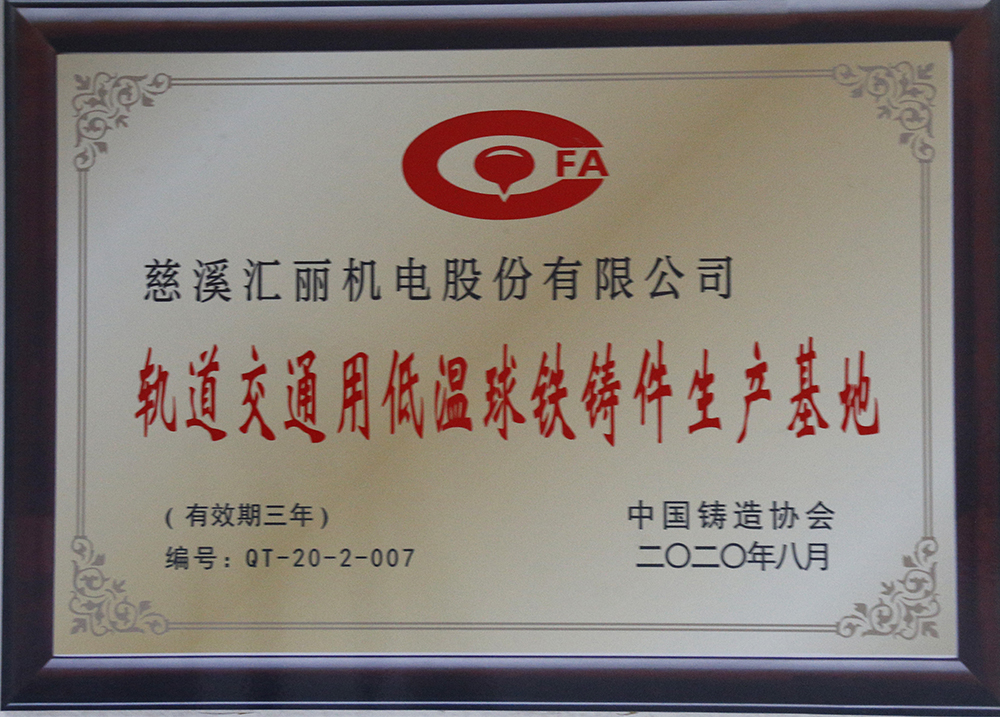 FA
慈溪汇丽机电股份有限公司
轨道交通用低温球铁铸件生产基地
(有效期三年)
中国铸造协会
编号：QT-20-2-007
二〇二〇年八月